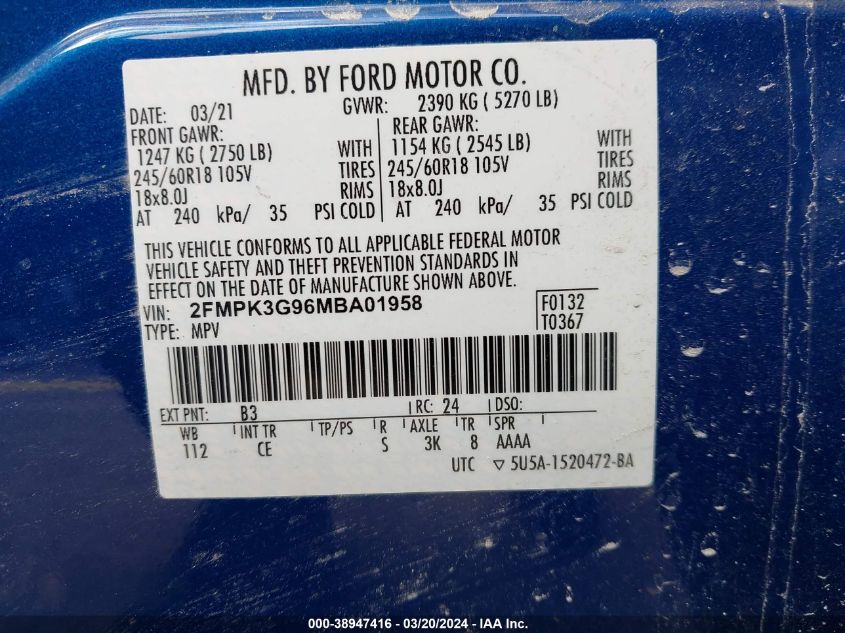 MFD. BY FORD MOTOR CO.
DATE: 03/21 GVWR: 2390 KG ( 5270 LB)
FRONT GAWR: REAR GAWR:
1247 KG ( 2750 LB) WITH 1154 KG ( 2545 LB) WITH
245/60R18 105V TIRES 245/60R18 105V TIRES
18x8.0J RIMS 18x8.0J RIMS
AT 240 kPa/ 35 PSI COLD AT 240 kPa/ 35 PSI COLD
THIS VEHICLE CONFORMS TO ALL APPLICABLE FEDERAL MOTOR
VEHICLE SAFETY AND THEFT PREVENTION STANDARDS IN
EFFECT ON THE DATE OF MANUFACTURE SHOWN ABOVE.
VIN: 2FMPK3G96MBA01958 F0132
TYPE: MPV T0367
EXT PNT: B3 RC: 24 DSO:
WB INT TR TP/PS R AXLE TR SPR
112 CE S 3K 8 AAAA
UTC ▽ 5U5A-1520472-BA
000-38947416 - 03/20/2024 - IAA Inc.